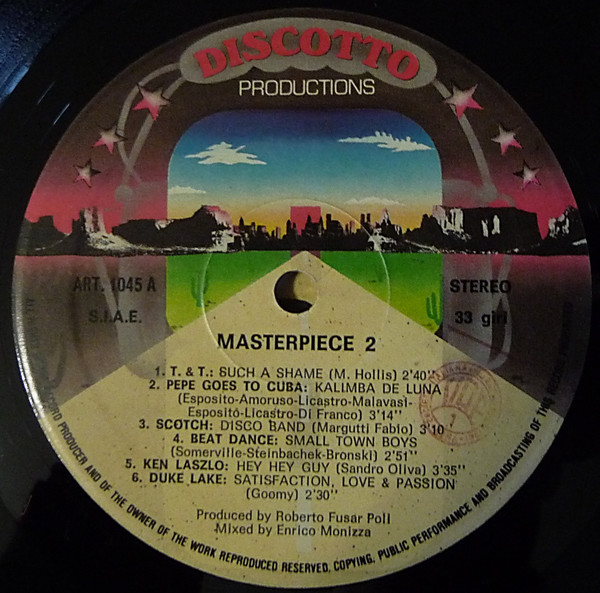 DISCOTTO
PRODUCTIONS
ART. 1045 A
S.I.A.E.
STEREO
33 giri
MASTERPIECE 2
1. T. & T.: SUCH A SHAME (M. Hollis) 2'40"
2. PEPE GOES TO CUBA: KALIMBA DE LUNA
(Esposito-Amoruso-Licastro-Malavasi-
Esposito-Licastro-Di Franco) 3'14"
3. SCOTCH: DISCO BAND (Margutti Fabio) 3'10
4. BEAT DANCE: SMALL TOWN BOYS
(Somerville-Steinbachek-Bronski) 2'51"
5. KEN LASZLO: HEY HEY GUY (Sandro Oliva) 3'35"
6. DUKE LAKE: SATISFACTION, LOVE & PASSION
(Goomy) 2'30"
Produced by Roberto Fusar Poli
Mixed by Enrico Monizza
RECORD PRODUCER AND OF THE OWNER OF THE WORK REPRODUCED RESERVED, COPYING, PUBLIC PERFORMANCE AND BROADCASTING OF THIS